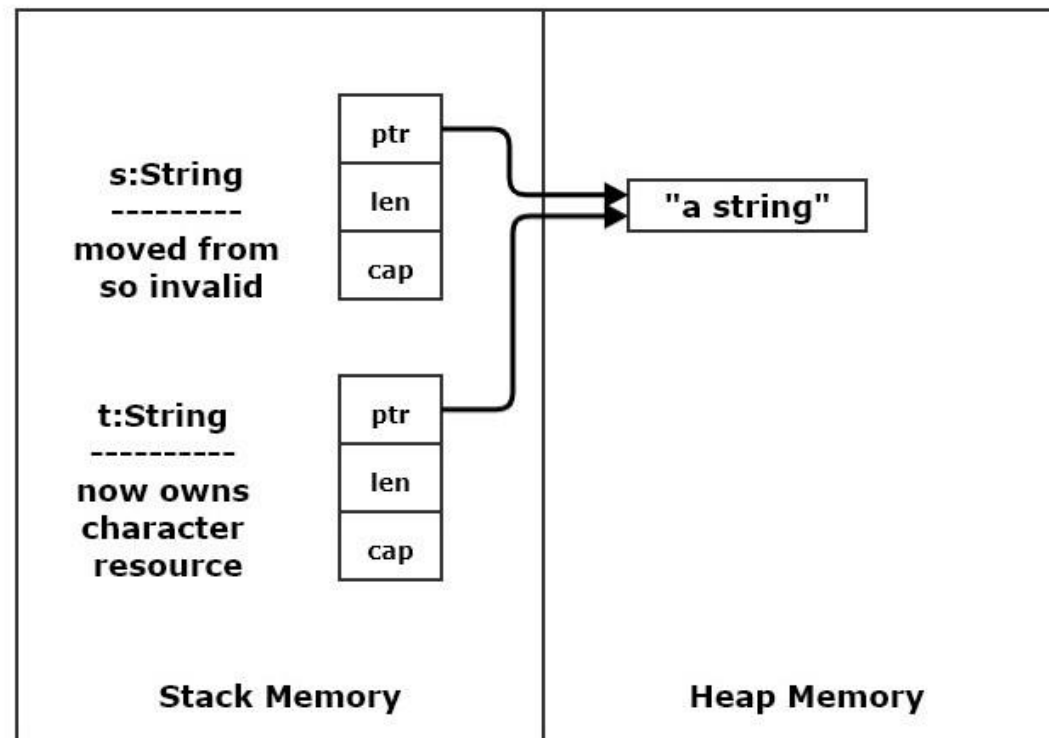 ptr
s:String
---------
len
moved from
so invalid
cap
"a string"
t:String
----------
ptr
now owns
character
resource
len
cap
Stack Memory
Heap Memory